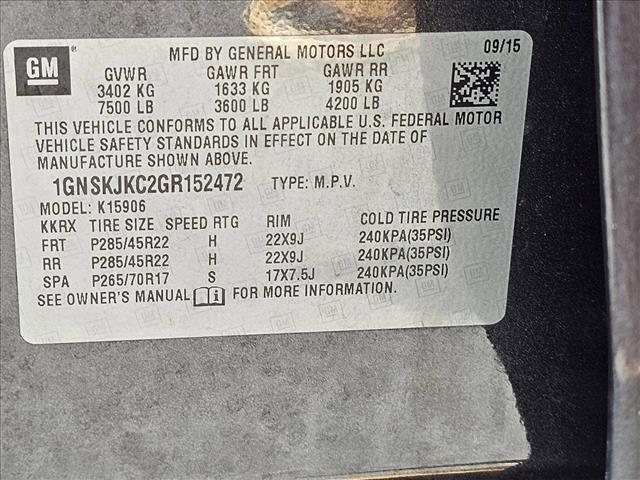 GM
MFD BY GENERAL MOTORS LLC 09/15
GVWR GAWR FRT GAWR RR
3402 KG 1633 KG 1905 KG
7500 LB 3600 LB 4200 LB
THIS VEHICLE CONFORMS TO ALL APPLICABLE U.S. FEDERAL MOTOR
VEHICLE SAFETY STANDARDS IN EFFECT ON THE DATE OF
MANUFACTURE SHOWN ABOVE.
1GNSKJKC2GR152472 TYPE: M.P.V.
MODEL: K15906
KKRX TIRE SIZE SPEED RTG RIM COLD TIRE PRESSURE
FRT P285/45R22 H 22X9J 240KPA(35PSI)
RR P285/45R22 H 22X9J 240KPA(35PSI)
SPA P265/70R17 S 17X7.5J 240KPA(35PSI)
SEE OWNER'S MANUAL i FOR MORE INFORMATION.